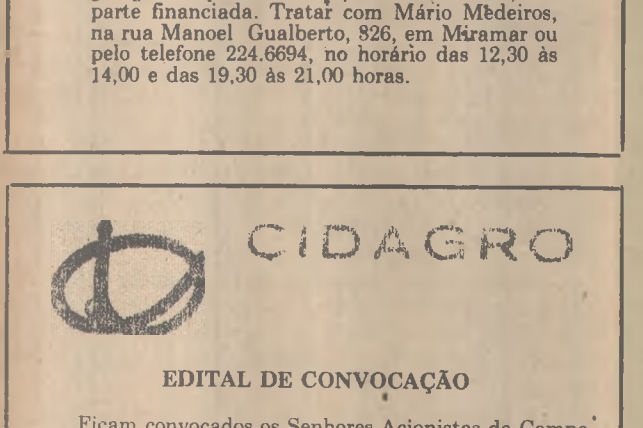 parte financiada. Tratar com Mário Medeiros,
na rua Manoel Gualberto, 826, em Miramar ou
pelo telefone 224.6694, no horário das 12,30 às
14,00 e das 19,30 às 21,00 horas.
CIDAGRO
EDITAL DE CONVOCAÇÃO
Ficam convocados os Senhores Acionistas da Compa-